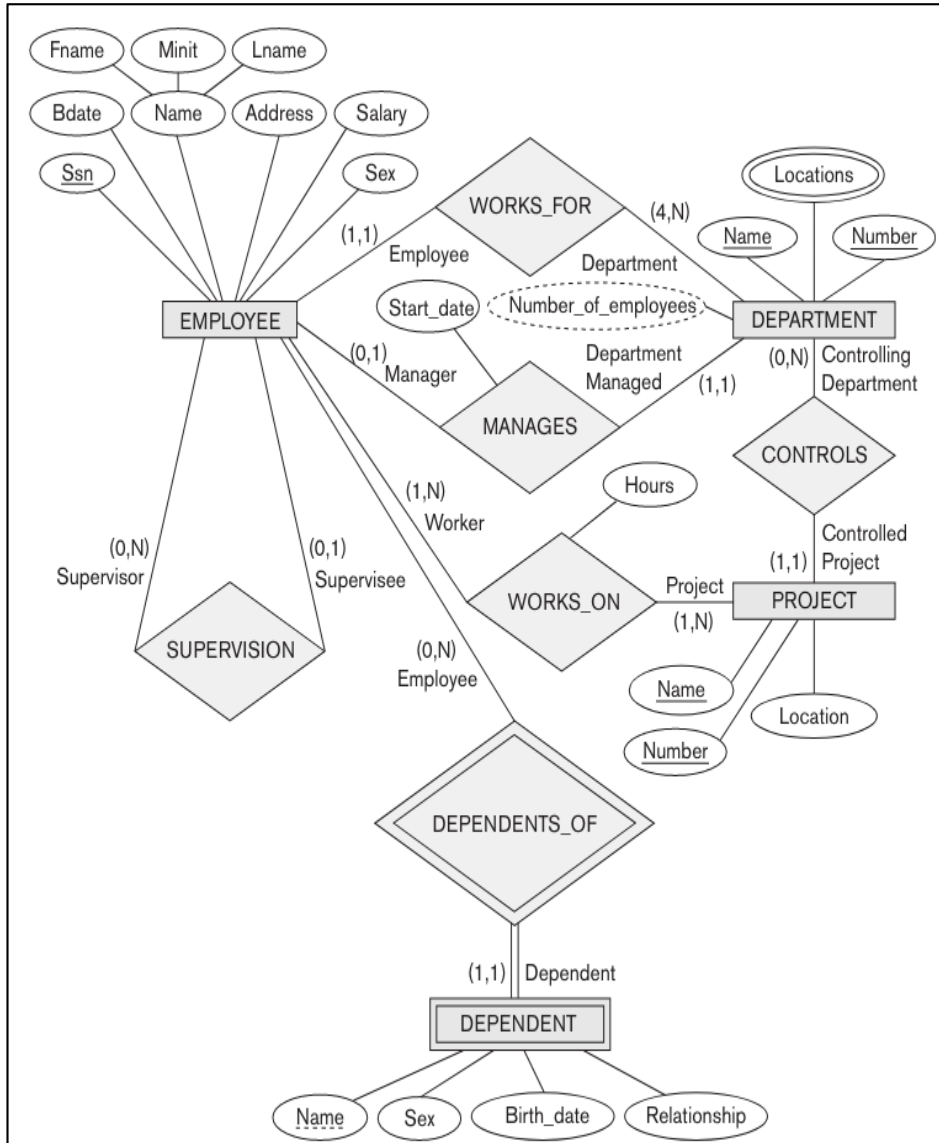 Fname
Minit
Lname
Bdate
Name
Address
Salary
Ssn
Sex
WORKS_FOR
Locations
(1,1)
Employee
(4,N)
Department
Name
Number
Start_date
Number_of_employees
EMPLOYEE
DEPARTMENT
(0,1)
Manager
Department
Managed
(1,1)
(0,N)
Controlling
Department
MANAGES
CONTROLS
(1,N)
Worker
Hours
(0,N)
Supervisor
(0,1)
Supervisee
Controlled
Project
(1,1)
WORKS_ON
Project
(1,N)
PROJECT
SUPERVISION
(0,N)
Employee
Name
Number
Location
DEPENDENTS_OF
(1,1)
Dependent
DEPENDENT
Name
Sex
Birth_date
Relationship